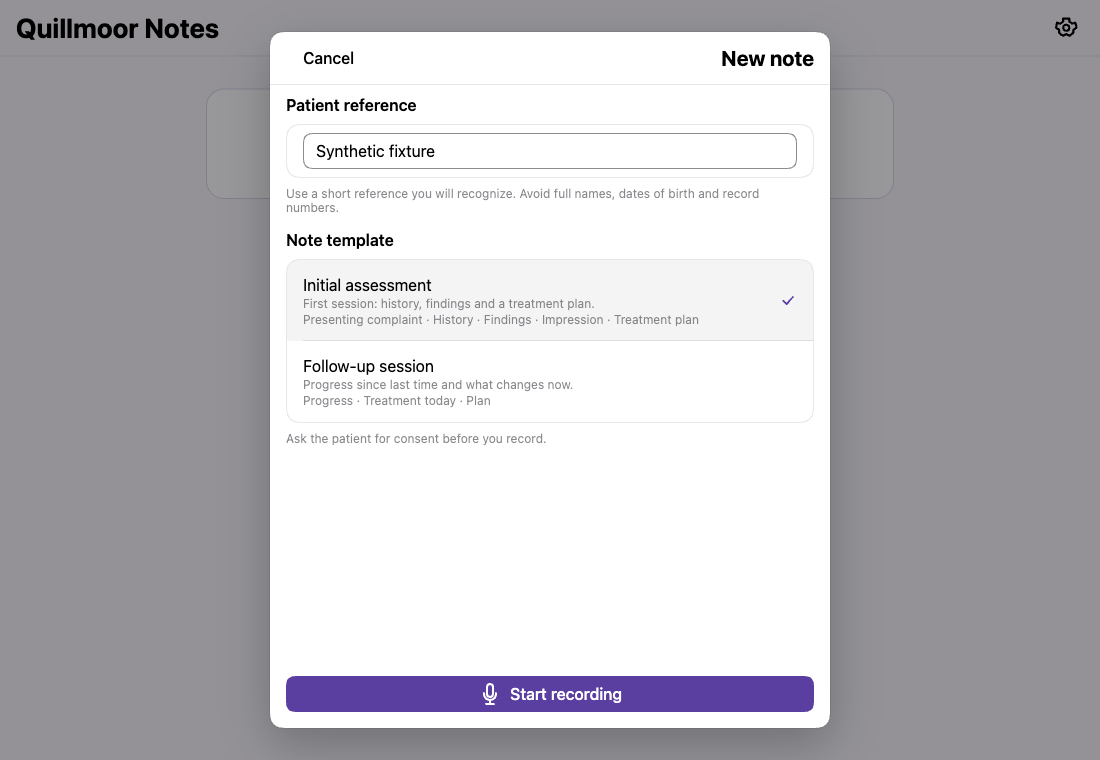 Quillmoor Notes
Cancel
New note
Patient reference
Synthetic fixture
Use a short reference you will recognize. Avoid full names, dates of birth and record
numbers.
Note template
Initial assessment
First session: history, findings and a treatment plan.
Presenting complaint · History · Findings · Impression · Treatment plan
Follow-up session
Progress since last time and what changes now.
Progress · Treatment today · Plan
Ask the patient for consent before you record.
Start recording